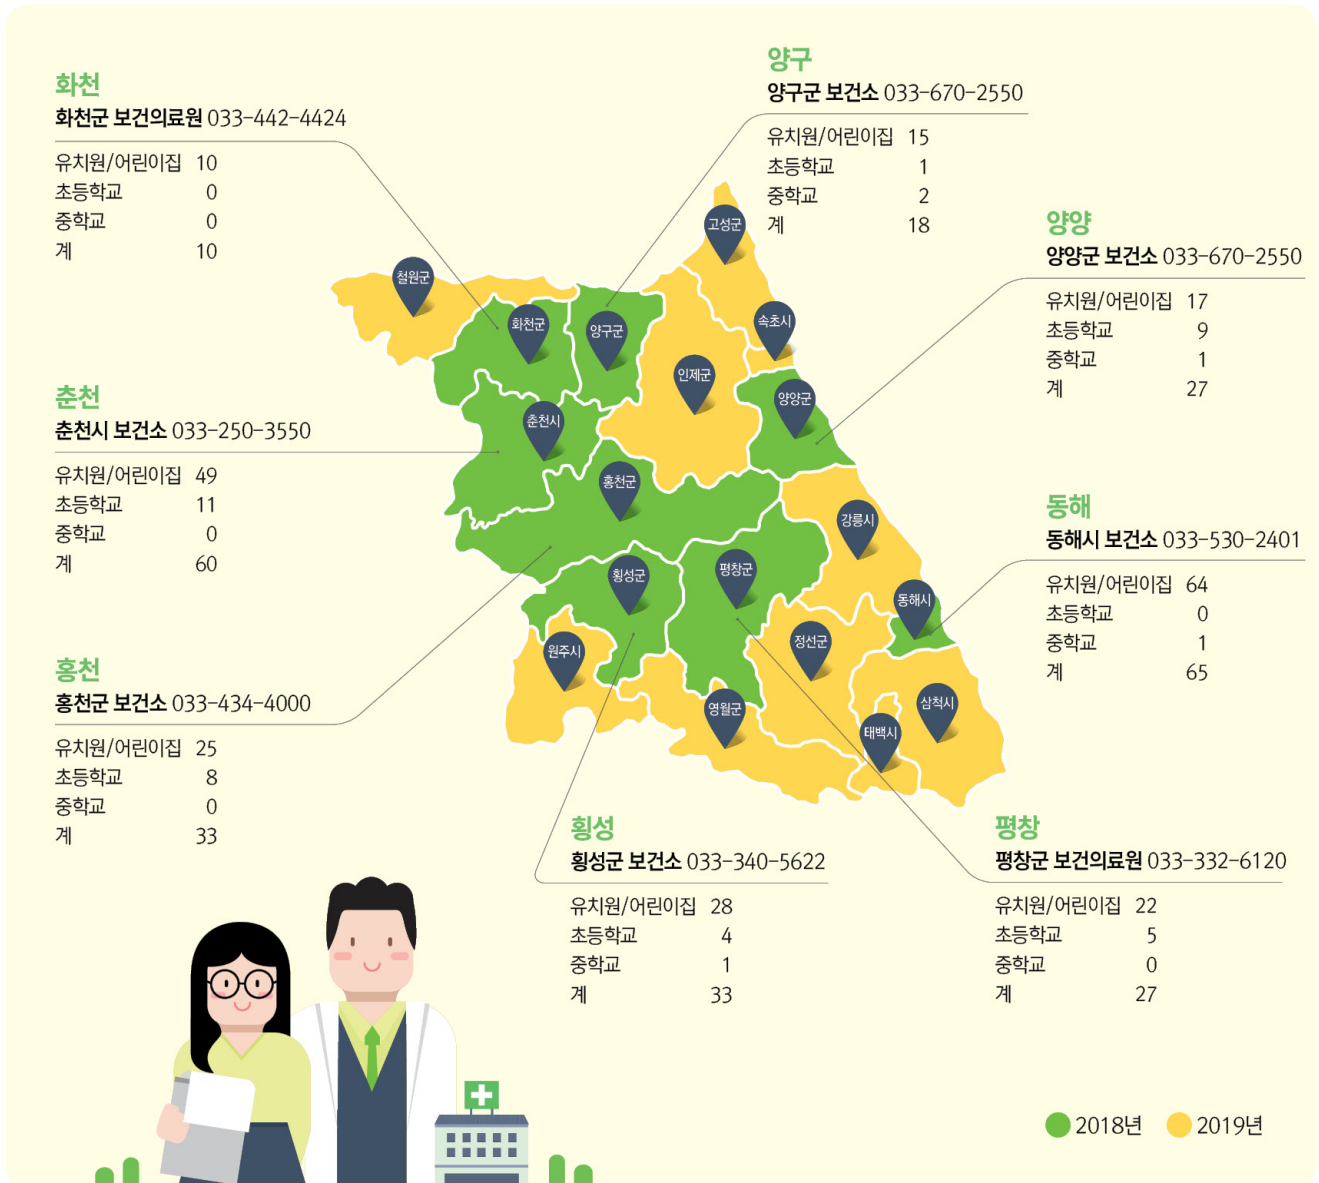 화천
화천군 보건의료원 033-442-4424
유치원/어린이집 10
초등학교 0
중학교 0
계 10
양구
양구군 보건소 033-670-2550
유치원/어린이집 15
초등학교 1
중학교 2
계 18
양양
양양군 보건소 033-670-2550
유치원/어린이집 17
초등학교 9
중학교 1
계 27
춘천
춘천시 보건소 033-250-3550
유치원/어린이집 49
초등학교 11
중학교 0
계 60
동해
동해시 보건소 033-530-2401
유치원/어린이집 64
초등학교 0
중학교 1
계 65
홍천
홍천군 보건소 033-434-4000
유치원/어린이집 25
초등학교 8
중학교 0
계 33
횡성
횡성군 보건소 033-340-5622
유치원/어린이집 28
초등학교 4
중학교 1
계 33
평창
평창군 보건의료원 033-332-6120
유치원/어린이집 22
초등학교 5
중학교 0
계 27
고성군
철원군
화천군
양구군
속초시
인제군
양양군
춘천시
홍천군
강릉시
횡성군
평창군
동해시
원주시
정선군
영월군
삼척시
태백시
2018년
2019년